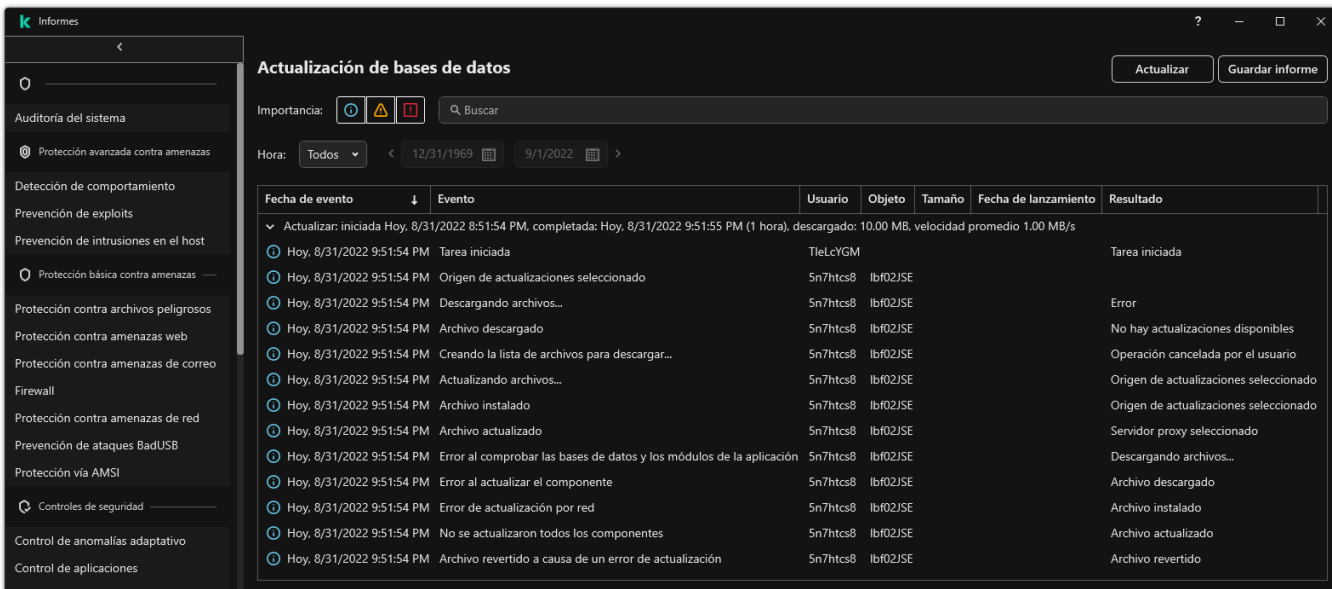 Informes
?
Auditoría del sistema
Protección avanzada contra amenazas
Detección de comportamiento
Prevención de exploits
Prevención de intrusiones en el host
Protección básica contra amenazas
Protección contra archivos peligrosos
Protección contra amenazas web
Protección contra amenazas de correo
Firewall
Protección contra amenazas de red
Prevención de ataques BadUSB
Protección vía AMSI
Controles de seguridad
Control de anomalías adaptativo
Control de aplicaciones
Actualización de bases de datos
Actualizar Guardar informe
Importancia: Buscar
Hora: Todos 12/31/1969 9/1/2022
Fecha de evento Evento Usuario Objeto Tamaño Fecha de lanzamiento Resultado
Actualizar: iniciada Hoy, 8/31/2022 8:51:54 PM, completada: Hoy, 8/31/2022 9:51:55 PM (1 hora), descargado: 10.00 MB, velocidad promedio 1.00 MB/s
Hoy, 8/31/2022 9:51:54 PM Tarea iniciada TIeLcYGM Tarea iniciada
Hoy, 8/31/2022 9:51:54 PM Origen de actualizaciones seleccionado 5n7htcs8 Ibf02JSE
Hoy, 8/31/2022 9:51:54 PM Descargando archivos... 5n7htcs8 Ibf02JSE Error
Hoy, 8/31/2022 9:51:54 PM Archivo descargado 5n7htcs8 Ibf02JSE No hay actualizaciones disponibles
Hoy, 8/31/2022 9:51:54 PM Creando la lista de archivos para descargar... 5n7htcs8 Ibf02JSE Operación cancelada por el usuario
Hoy, 8/31/2022 9:51:54 PM Actualizando archivos... 5n7htcs8 Ibf02JSE Origen de actualizaciones seleccionado
Hoy, 8/31/2022 9:51:54 PM Archivo instalado 5n7htcs8 Ibf02JSE Origen de actualizaciones seleccionado
Hoy, 8/31/2022 9:51:54 PM Archivo actualizado 5n7htcs8 Ibf02JSE Servidor proxy seleccionado
Hoy, 8/31/2022 9:51:54 PM Error al comprobar las bases de datos y los módulos de la aplicación 5n7htcs8 Ibf02JSE Descargando archivos...
Hoy, 8/31/2022 9:51:54 PM Error al actualizar el componente 5n7htcs8 Ibf02JSE Archivo descargado
Hoy, 8/31/2022 9:51:54 PM Error de actualización por red 5n7htcs8 Ibf02JSE Archivo instalado
Hoy, 8/31/2022 9:51:54 PM No se actualizaron todos los componentes 5n7htcs8 Ibf02JSE Archivo actualizado
Hoy, 8/31/2022 9:51:54 PM Archivo revertido a causa de un error de actualización 5n7htcs8 Ibf02JSE Archivo revertido